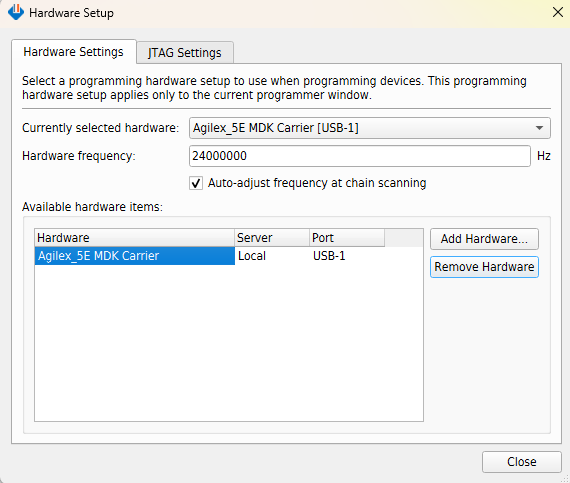 Hardware Setup
Hardware Settings
JTAG Settings
Select a programming hardware setup to use when programming devices. This programming
hardware setup applies only to the current programmer window.
Currently selected hardware: Agilex_5E MDK Carrier [USB-1]
Hardware frequency: 24000000 Hz
Auto-adjust frequency at chain scanning
Available hardware items:
Hardware Server Port
Agilex_5E MDK Carrier Local USB-1
Add Hardware...
Remove Hardware
Close